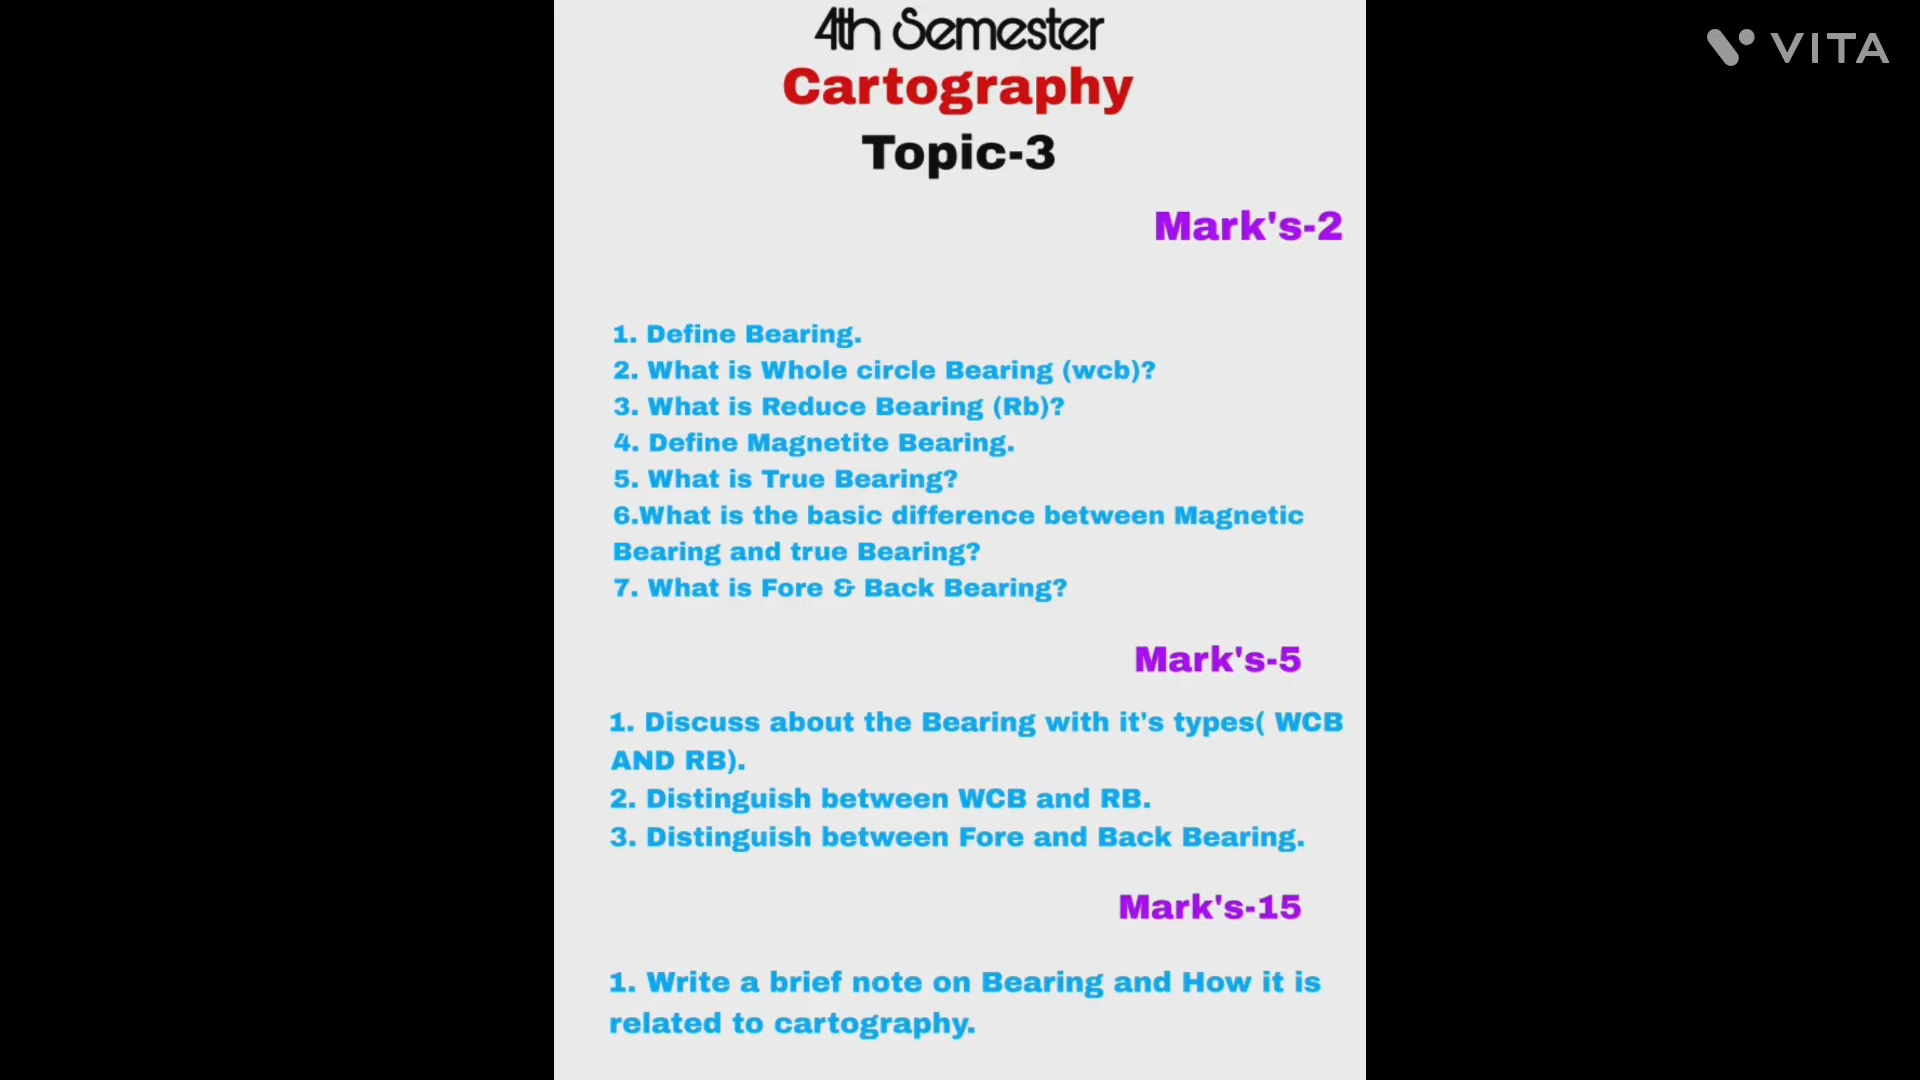 4th Semester
Cartography
Topic-3
VITA
Mark's-2
1. Define Bearing.
2. What is Whole circle Bearing (wcb)?
3. What is Reduce Bearing (Rb)?
4. Define Magnetite Bearing.
5. What is True Bearing?
6.What is the basic difference between Magnetic
Bearing and true Bearing?
7. What is Fore & Back Bearing?
Mark's-5
1. Discuss about the Bearing with it's types( WCB
AND RB).
2. Distinguish between WCB and RB.
3. Distinguish between Fore and Back Bearing.
Mark's-15
1. Write a brief note on Bearing and How it is
related to cartography.